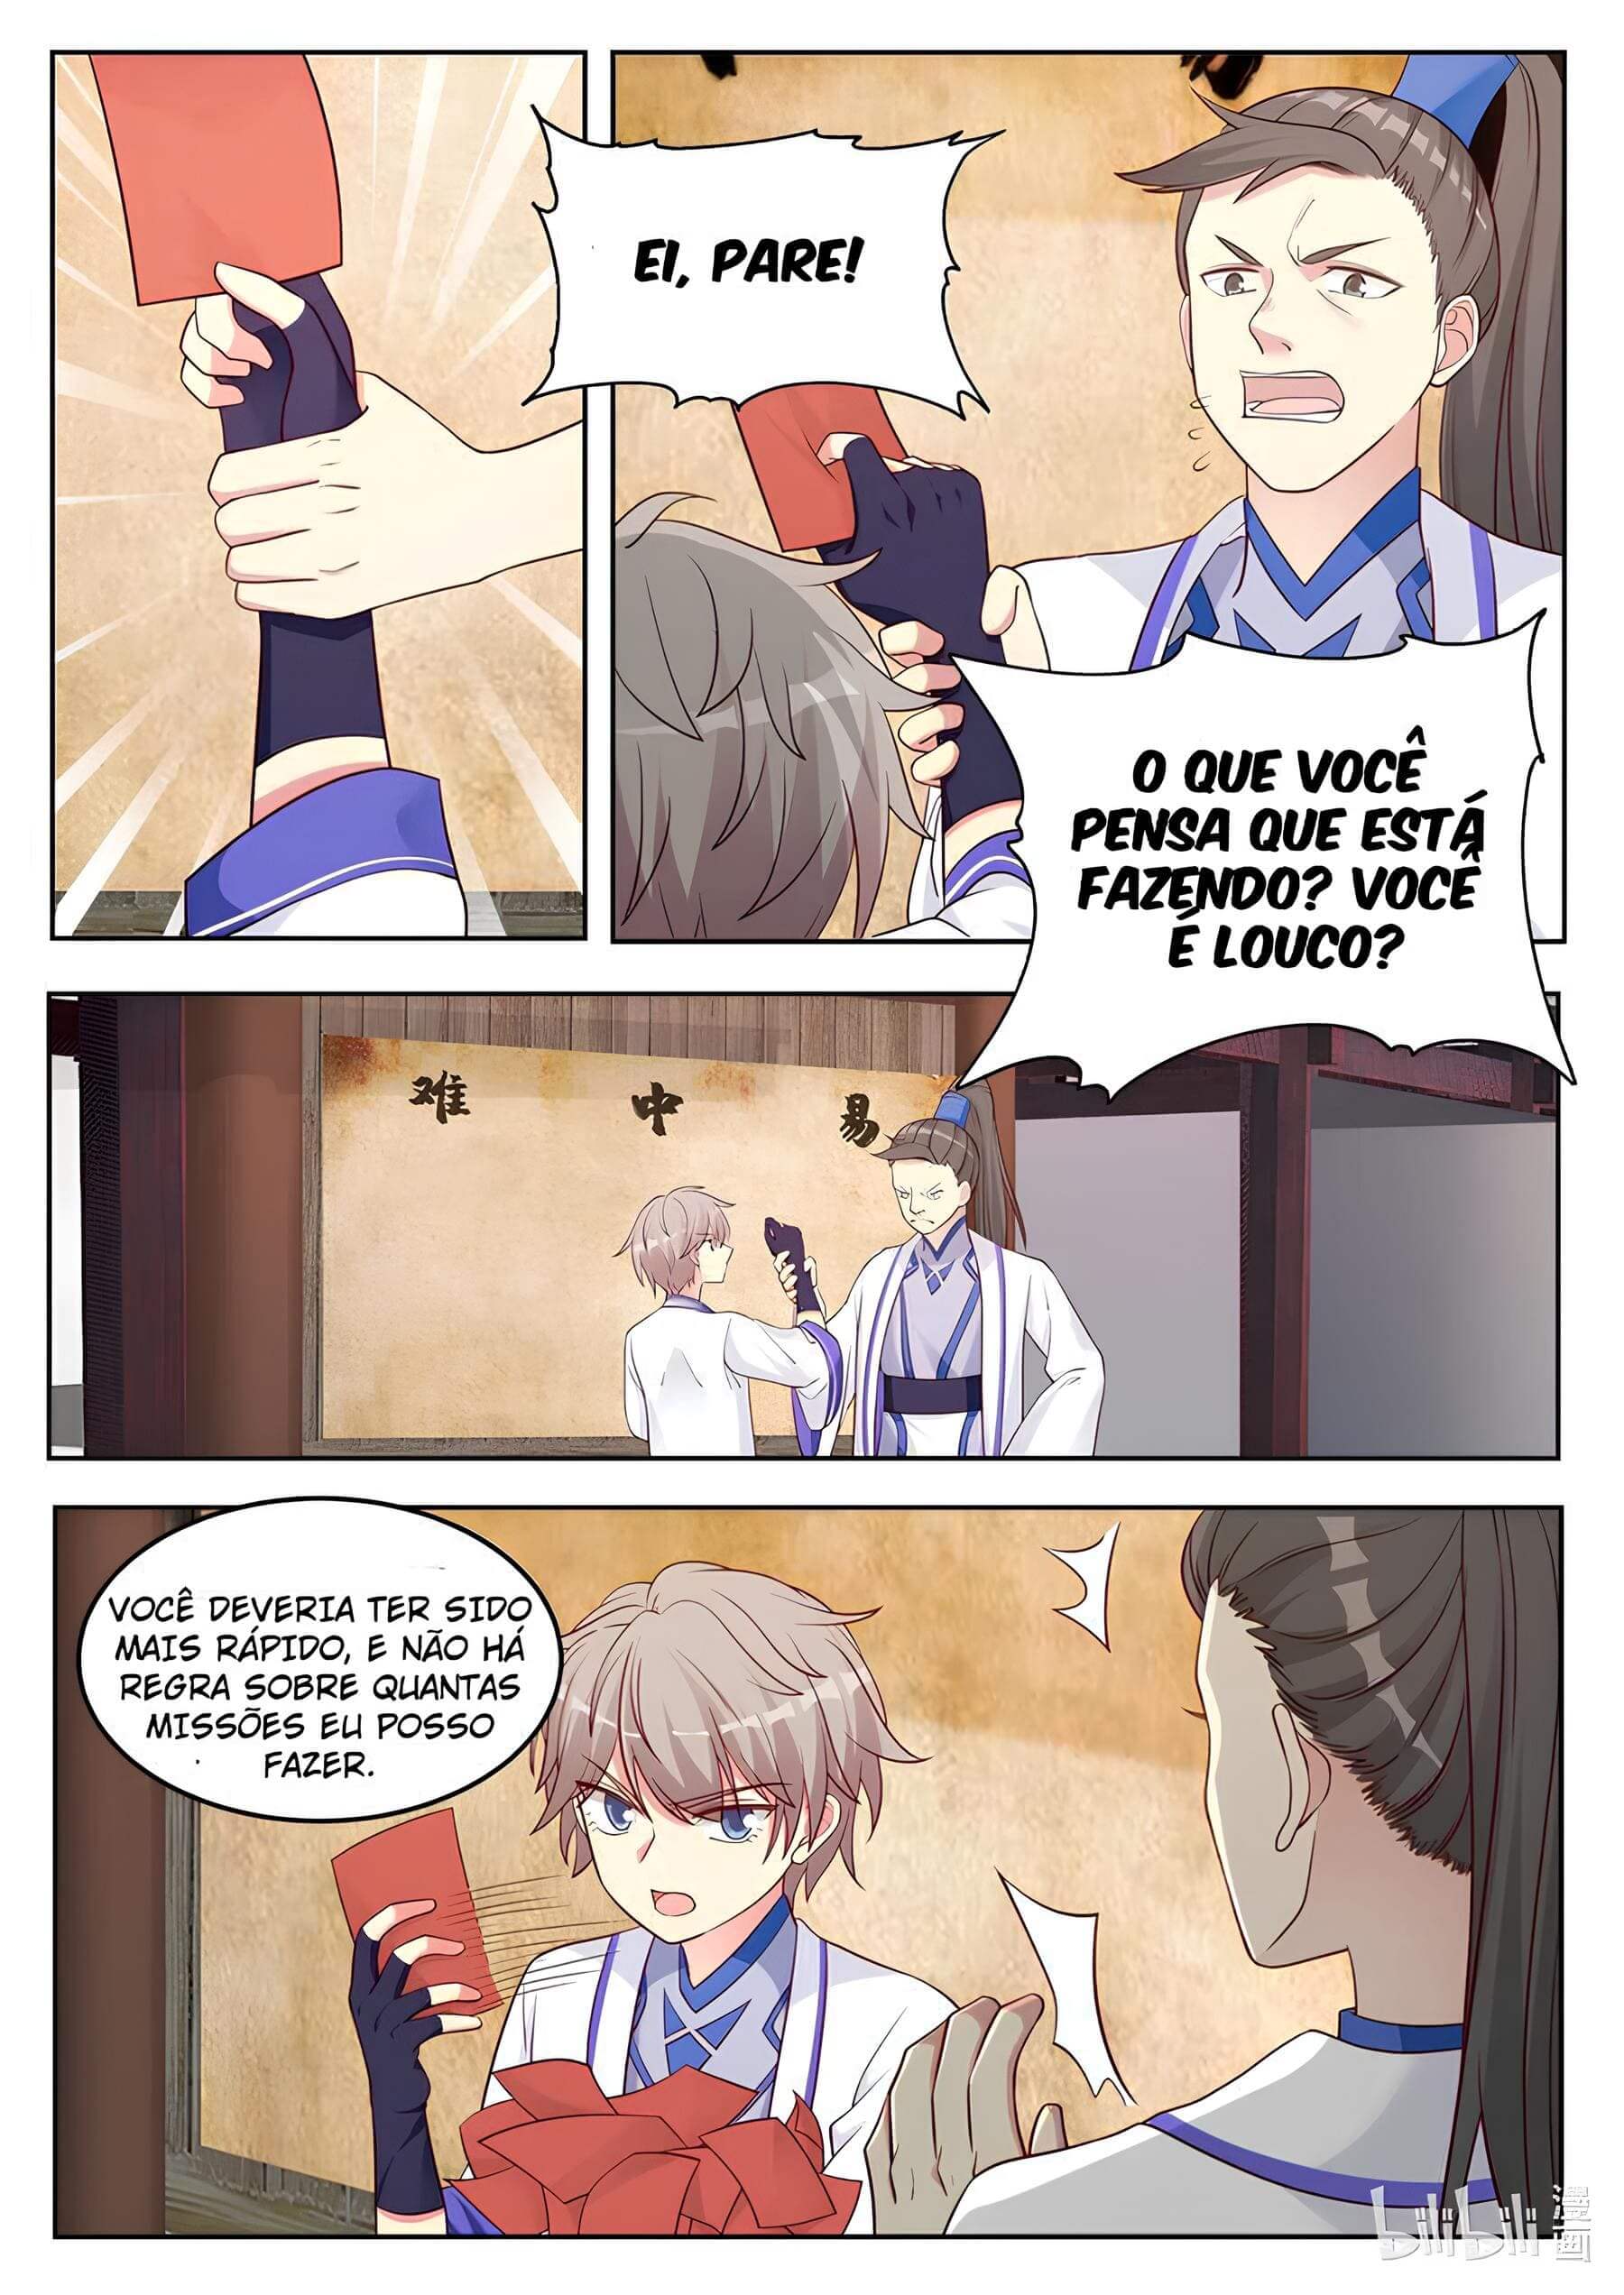 EI, PARE!
O QUE VOCÊ
PENSA QUE ESTÁ
FAZENDO? VOCÊ
É LOUCO?
难 中 易
VOCÊ DEVERIA TER SIDO
MAIS RÁPIDO, E NÃO HÁ
REGRA SOBRE QUANTAS
MISSÕES EU POSSO
FAZER.
bilibili 漫画